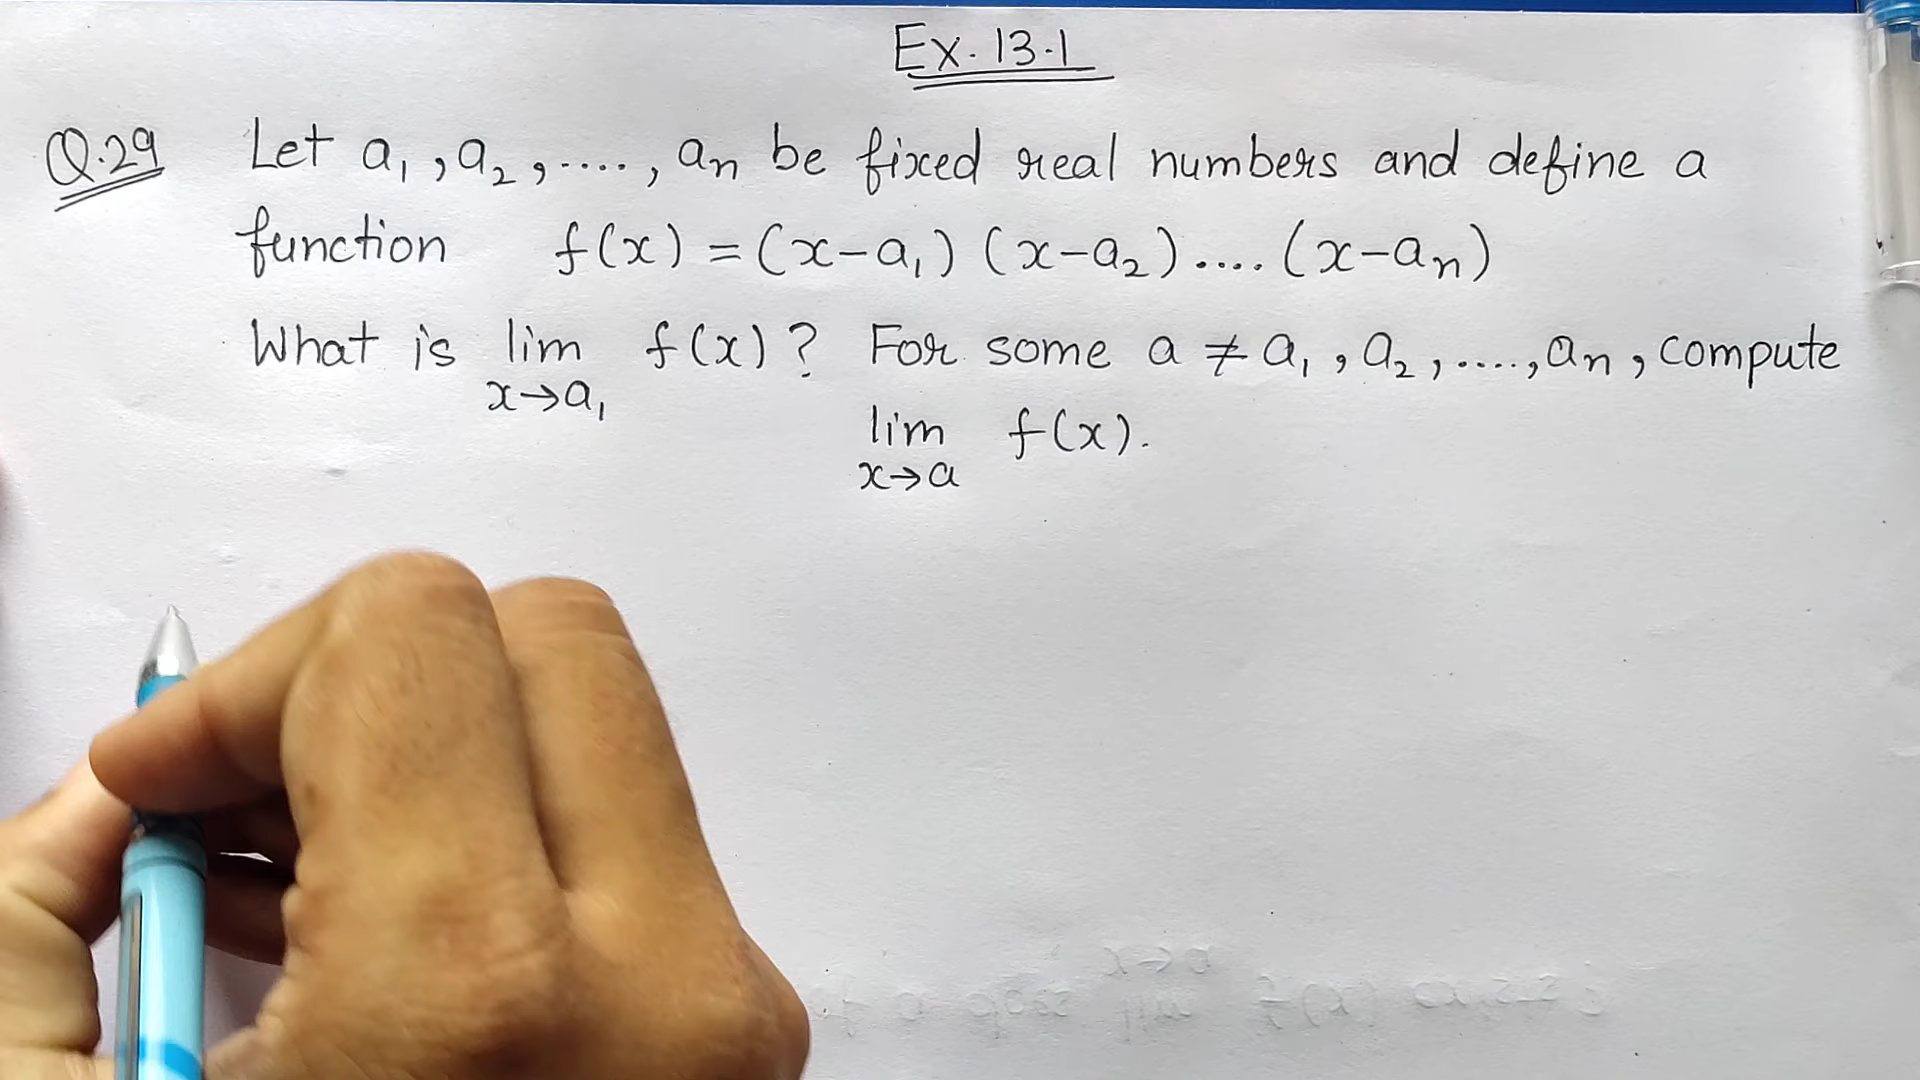 Ex. 13.1
Q.29 Let a₁, a₂, ...., aₙ be fixed real numbers and define a
function f(x) = (x-a₁) (x-a₂) .... (x-aₙ)
What is lim f(x)? For some a ≠ a₁, a₂, ...., aₙ, compute
x→a₁
lim f(x).
x→a